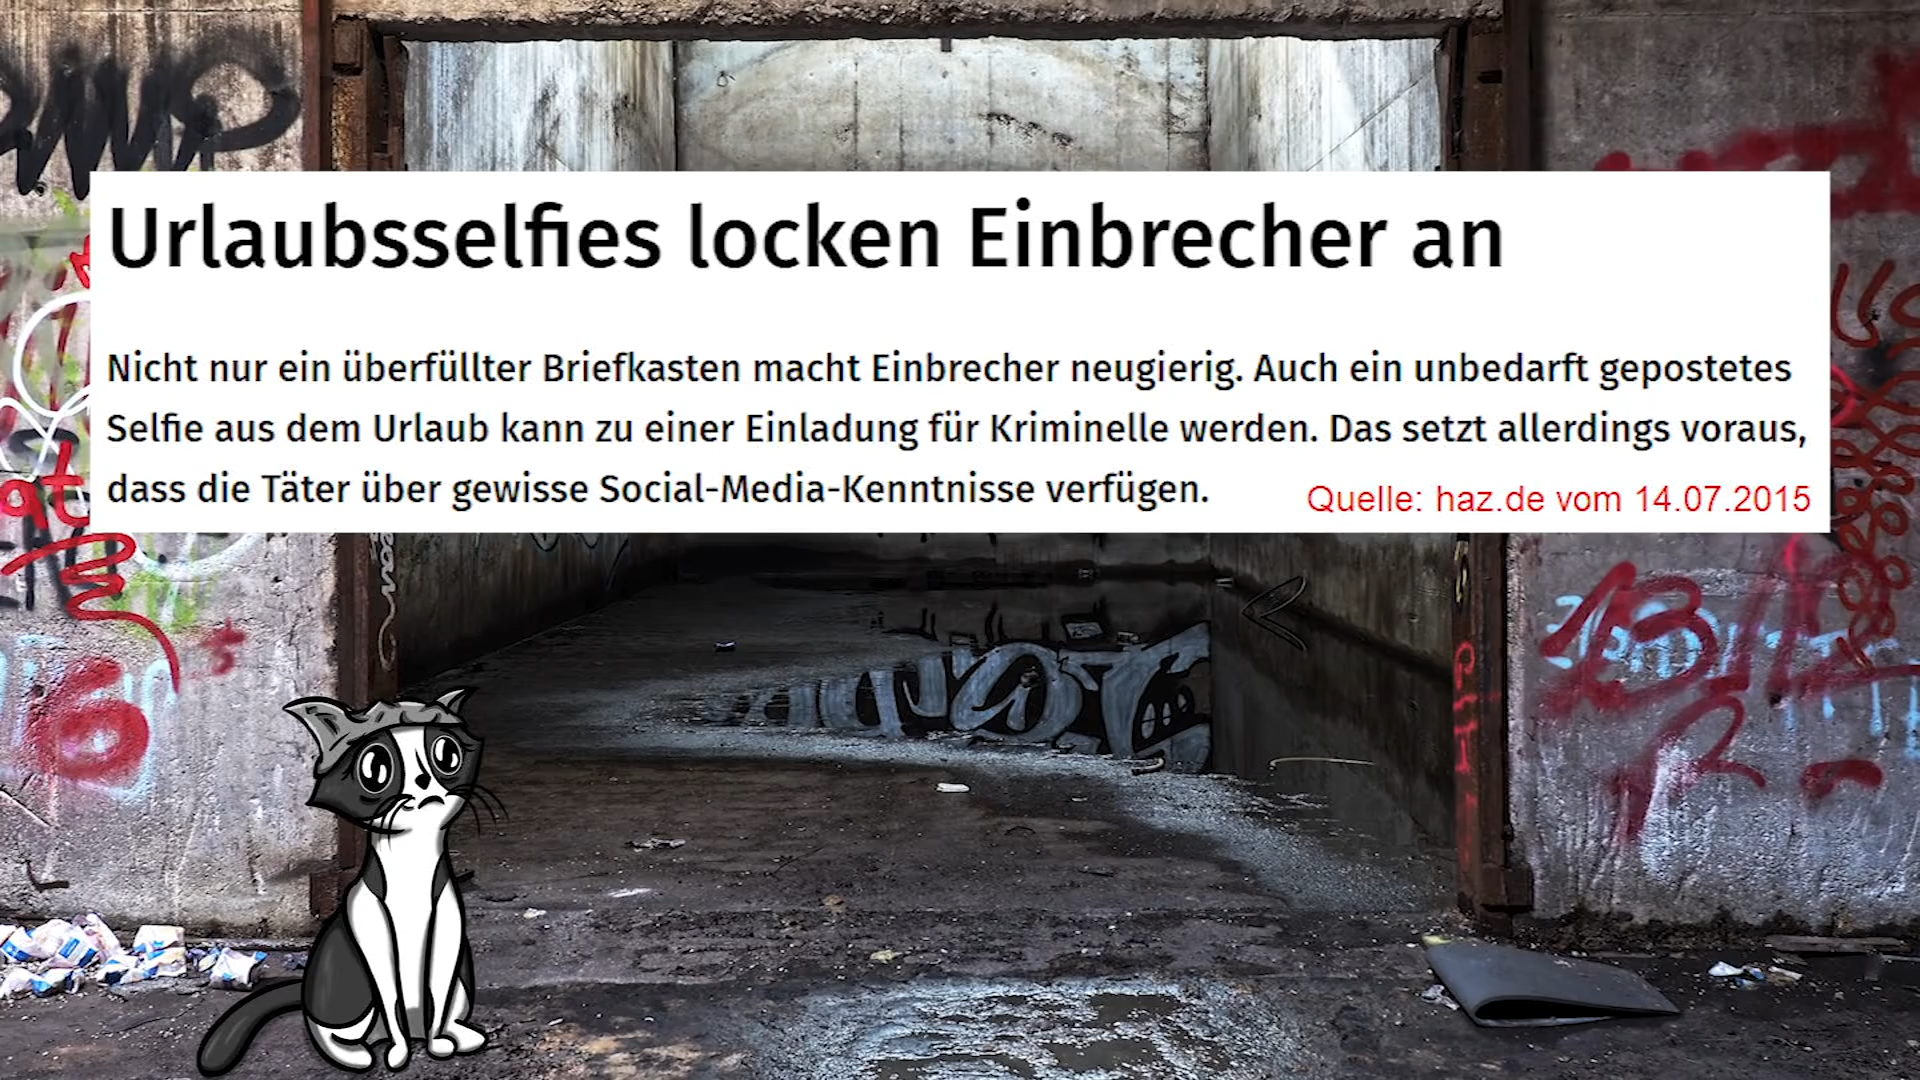 Urlaubsselfies locken Einbrecher an
Nicht nur ein überfüllter Briefkasten macht Einbrecher neugierig. Auch ein unbedarft gepostetes
Selfie aus dem Urlaub kann zu einer Einladung für Kriminelle werden. Das setzt allerdings voraus,
dass die Täter über gewisse Social-Media-Kenntnisse verfügen.
Quelle: haz.de vom 14.07.2015